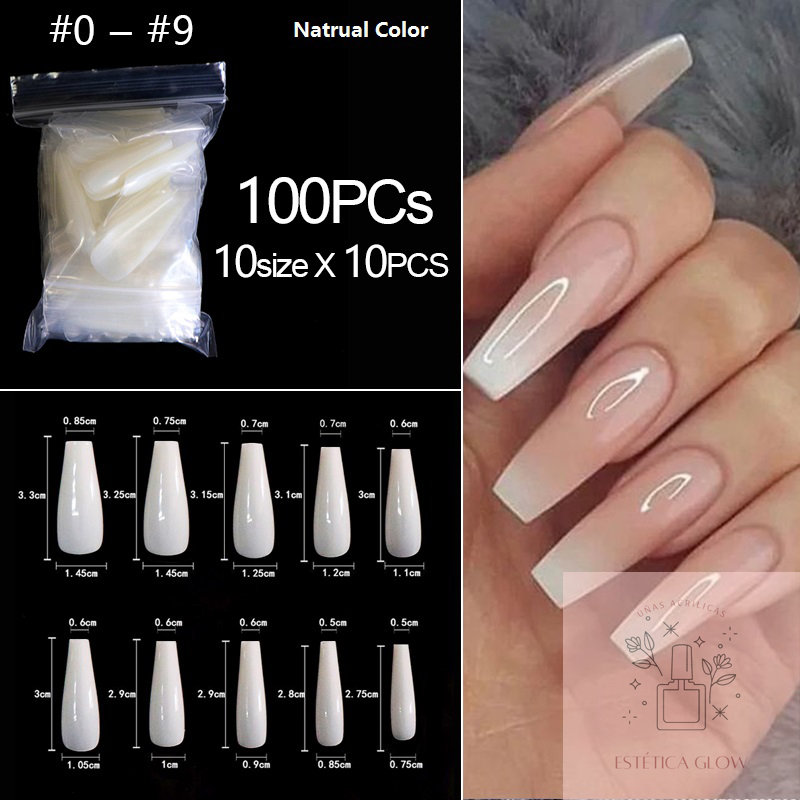 #0 – #9
Natrual Color
100PCs
10size X 10PCS
0.85cm 0.75cm 0.7cm 0.7cm 0.6cm
3.3cm 3.25cm 3.15cm 3.1cm 3cm
1.45cm 1.45cm 1.25cm 1.2cm 1.1cm
0.6cm 0.6cm 0.6cm 0.5cm 0.5cm
3cm 2.9cm 2.9cm 2.8cm 2.75cm
1.05cm 1cm 0.9cm 0.85cm 0.75cm
UÑAS ACRÍLICAS
ESTÉTICA GLOW